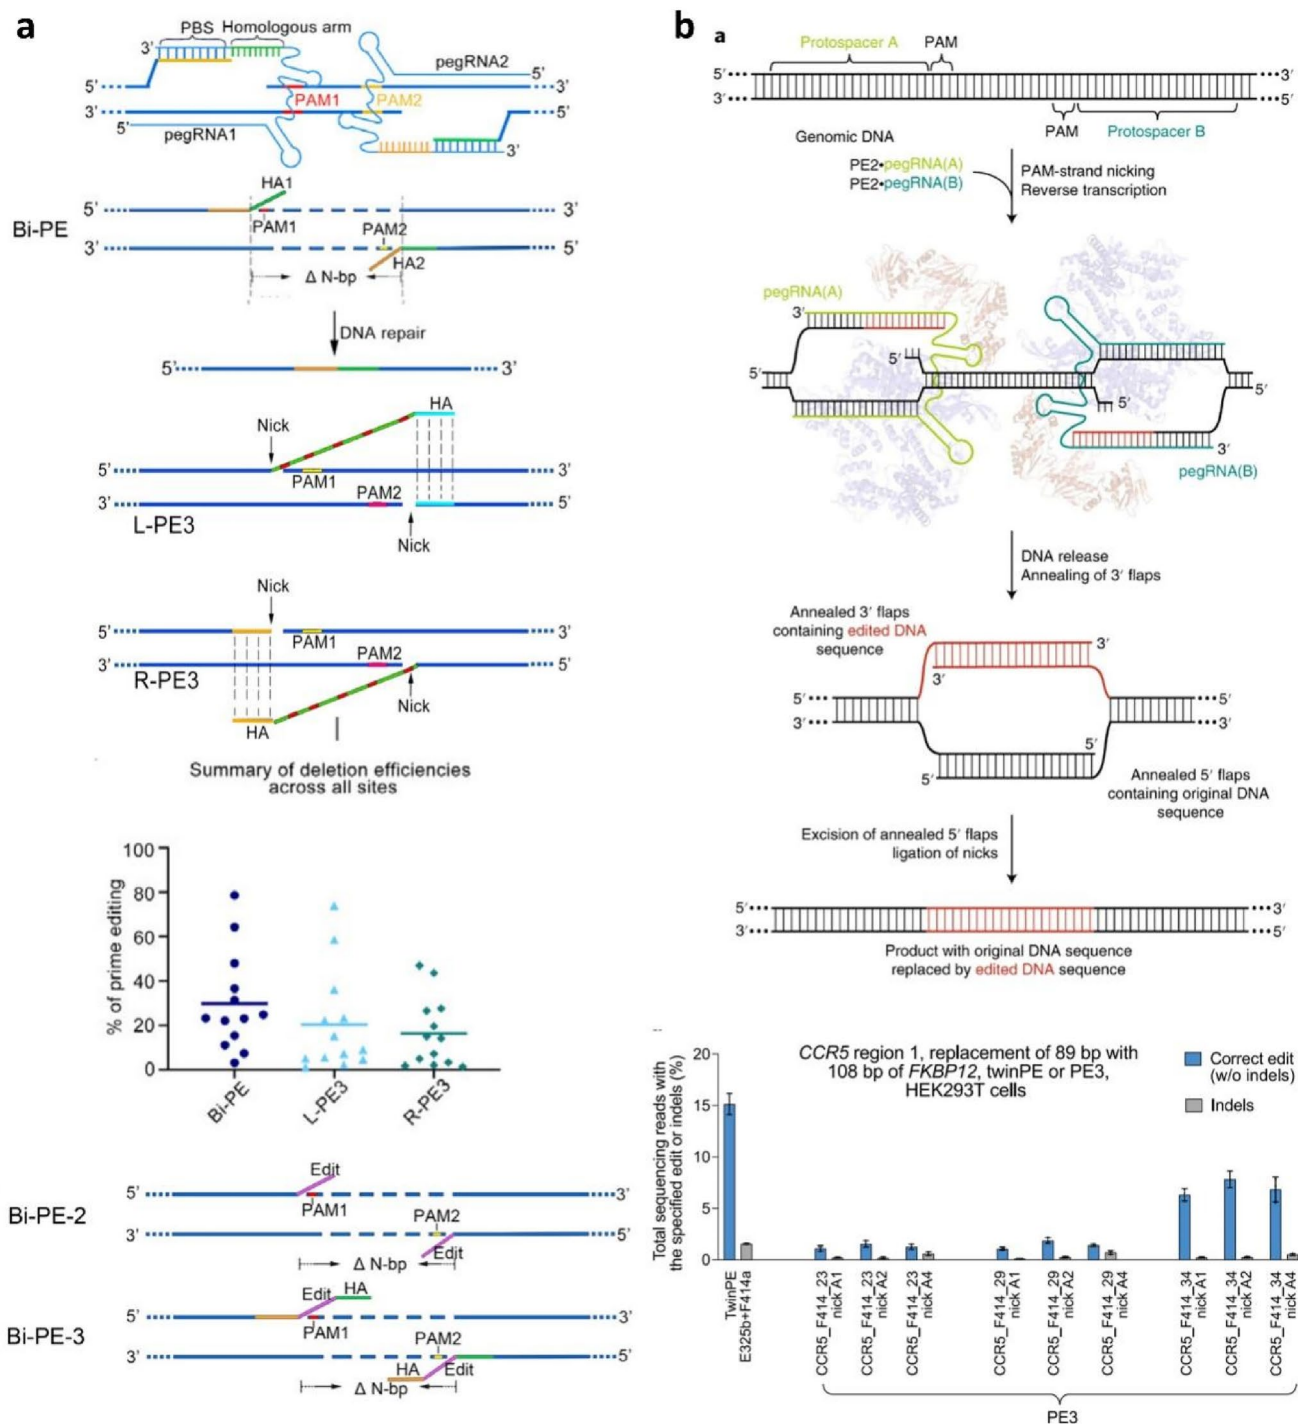 a
PBS
Homologous arm
3’
pegRNA2
5’
5’
3’
PAM1
PAM2
3’
5’
pegRNA1
3’
HA1
5’
3’
PAM1
Bi-PE
PAM2
3’
5’
HA2
Δ N-bp
DNA repair
5’
3’
HA
Nick
5’
3’
PAM1
PAM2
3’
L-PE3
Nick
Nick
5’
3’
PAM1
PAM2
3’
5’
R-PE3
Nick
HA
Summary of deletion efficiencies
across all sites
% of prime editing
100
80
60
40
20
0
Bi-PE
L-PE3
R-PE3
Edit
5’
3’
PAM1
Bi-PE-2
PAM2
3’
5’
Edit
Δ N-bp
Edit
HA
5’
3’
PAM1
Bi-PE-3
PAM2
3’
5’
HA
Edit
Δ N-bp
b
a
Protospacer A
PAM
5′
3′
3′
5′
PAM
Protospacer B
Genomic DNA
PE2•pegRNA(A)
PE2•pegRNA(B)
PAM-strand nicking
Reverse transcription
pegRNA(A)
3′
5′
5′
5′
5′
3′
pegRNA(B)
DNA release
Annealing of 3′ flaps
Annealed 3′ flaps
containing edited DNA
sequence
3′
3′
5′
5′
3′
3′
5′
5′
Annealed 5′ flaps
containing original DNA
sequence
Excision of annealed 5′ flaps
ligation of nicks
5′
3′
3′
5′
Product with original DNA sequence
replaced by edited DNA sequence
Total sequencing reads with
the specified edit or indels (%)
20
15
10
5
0
CCR5 region 1, replacement of 89 bp with
108 bp of FKBP12, twinPE or PE3,
HEK293T cells
Correct edit
(w/o indels)
Indels
TwinPE
E325b+F414a
CCR5_F414_23
nick A1
CCR5_F414_23
nick A2
CCR5_F414_23
nick A4
CCR5_F414_29
nick A1
CCR5_F414_29
nick A2
CCR5_F414_29
nick A4
CCR5_F414_34
nick A1
CCR5_F414_34
nick A2
CCR5_F414_34
nick A4
PE3